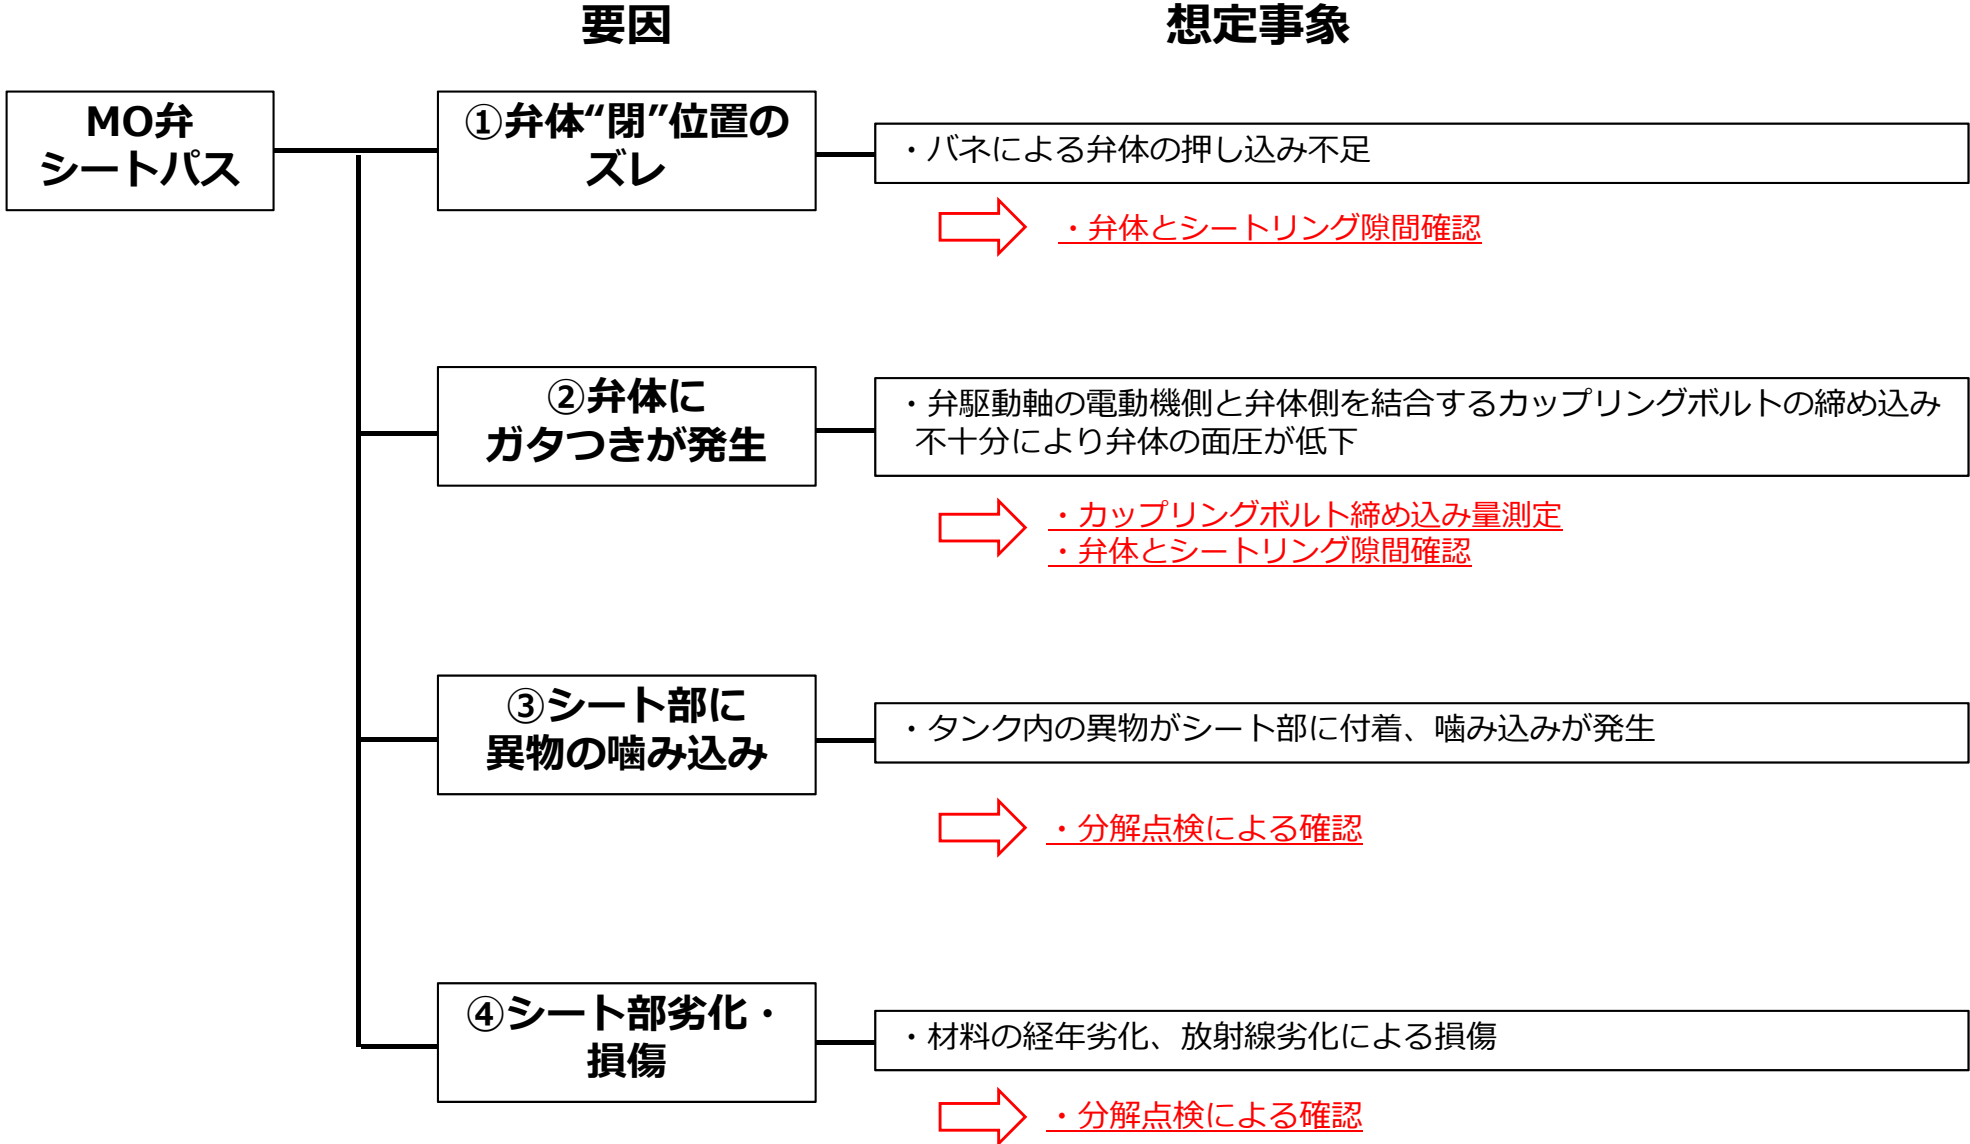 要因
想定事象
MO弁
シートパス
①弁体“閉”位置の
ズレ
・バネによる弁体の押し込み不足
・弁体とシートリング隙間確認
②弁体に
ガタつきが発生
・弁駆動軸の電動機側と弁体側を結合するカップリングボルトの締め込み
不十分により弁体の面圧が低下
・カップリングボルト締め込み量測定
・弁体とシートリング隙間確認
③シート部に
異物の噛み込み
・タンク内の異物がシート部に付着、噛み込みが発生
・分解点検による確認
④シート部劣化・
損傷
・材料の経年劣化、放射線劣化による損傷
・分解点検による確認